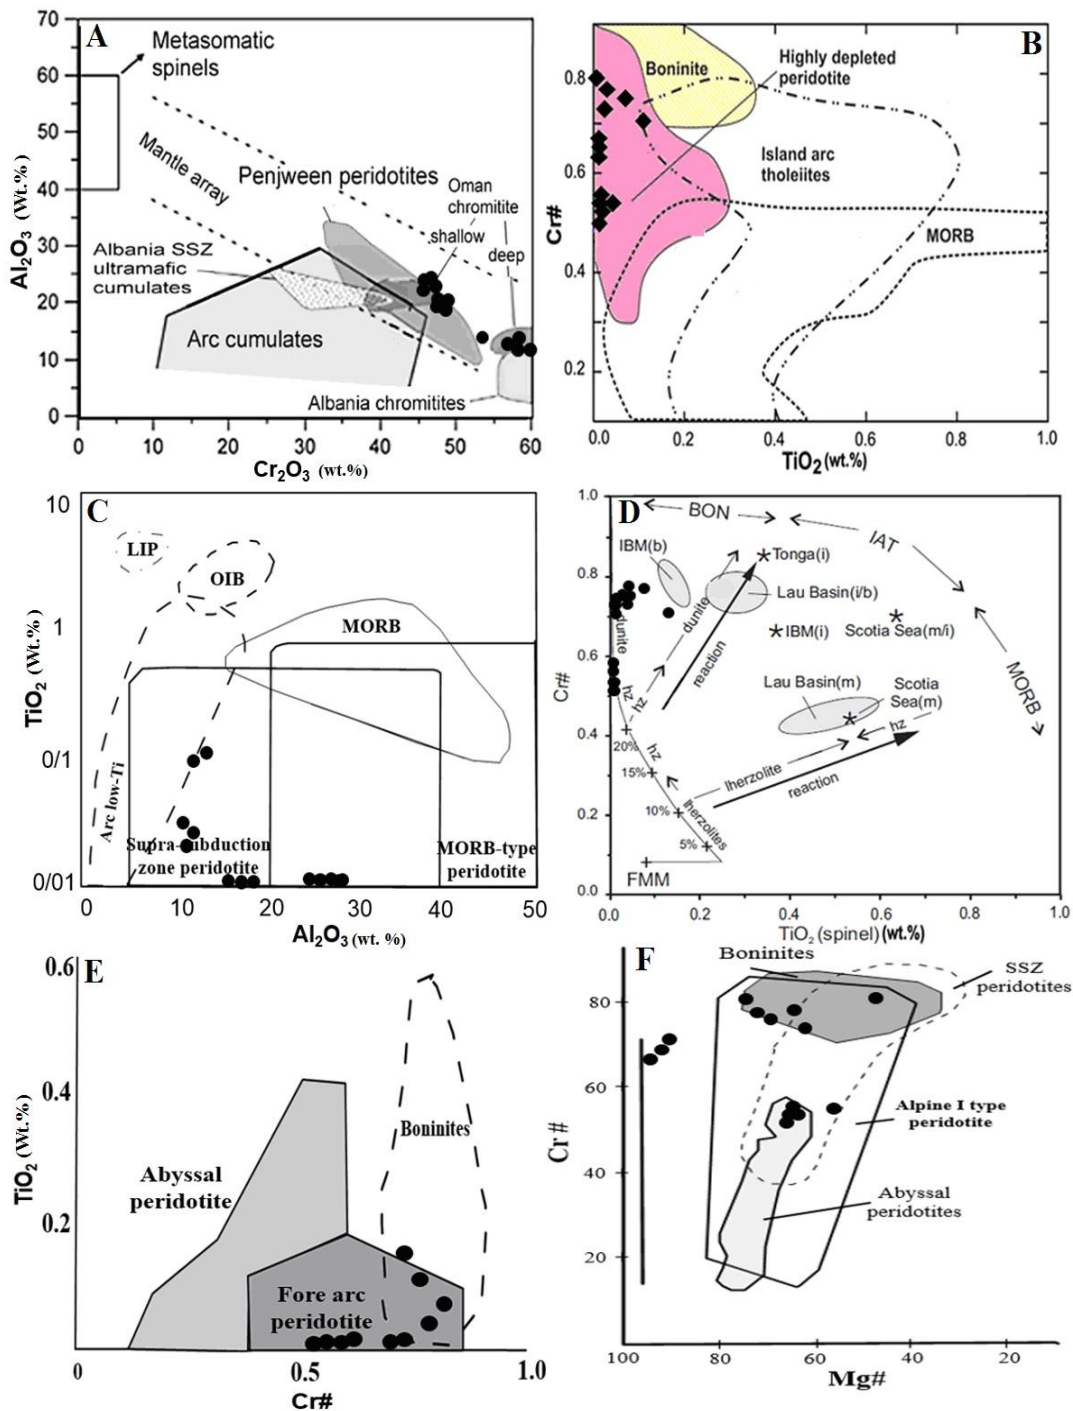 A
Metasomatic
spinels
Mantle array
Penjween peridotites
Oman
chromitite
shallow
deep
Albania SSZ
ultramafic
cumulates
Arc cumulates
Albania chromitites
70
60
50
40
30
20
10
0
Al2O3 (Wt.%)
0 10 20 30 40 50 60
Cr2O3 (wt.%)
B
Boninite
Highly depleted
peridotite
Island arc
tholeiites
MORB
0.8
0.6
0.4
0.2
Cr#
0.0 0.2 0.4 0.6 0.8 1.0
TiO2 (wt.%)
C
LIP
OIB
MORB
Arc low-Ti
Supra-subduction
zone peridotite
MORB-type
peridotite
10
1
0/1
0/01
TiO2 (Wt.%)
0 10 20 30 40 50
Al2O3 (wt. %)
D
BON
IAT
MORB
IBM(b)
Tonga(i)
Lau Basin(i/b)
IBM(i)
Scotia Sea(m/i)
Lau Basin(m)
Scotia
Sea(m)
dunite
dunite
reaction
hz
hz
hz
hz
lherzolite
reaction
lherzolites
20%
15%
10%
5%
FMM
1.0
0.8
0.6
0.4
0.2
0.0
Cr#
0.0 0.2 0.4 0.6 0.8 1.0
TiO2 (spinel) (wt.%)
E
Abyssal
peridotite
Boninites
Fore arc
peridotite
0.6
0.4
0.2
0
TiO2 (Wt.%)
0 0.5 1.0
Cr#
F
Boninites
SSZ
peridotites
Alpine I type
peridotite
Abyssal
peridotites
80
60
40
20
Cr#
100 80 60 40 20
Mg#